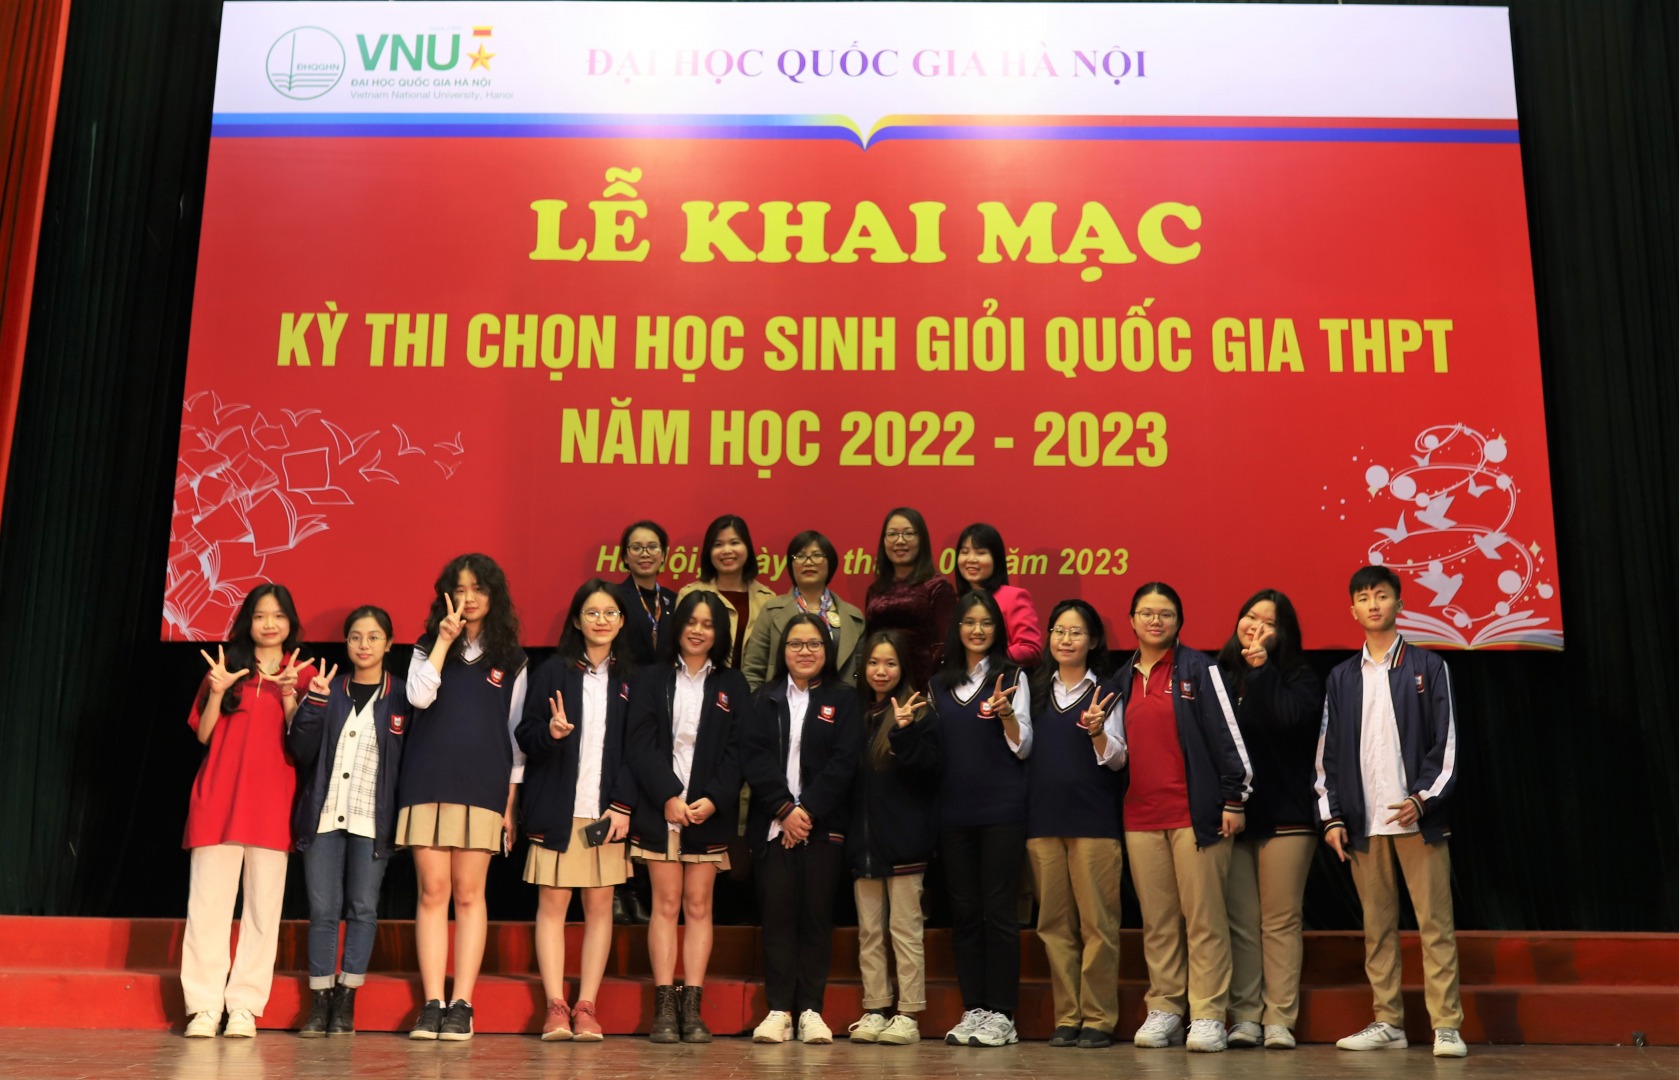 VNU
ĐHQGHN
ĐẠI HỌC QUỐC GIA HÀ NỘI
Vietnam National University, Hanoi
ĐẠI HỌC QUỐC GIA HÀ NỘI
LỄ KHAI MẠC
KỲ THI CHỌN HỌC SINH GIỎI QUỐC GIA THPT
NĂM HỌC 2022 - 2023
năm 2023